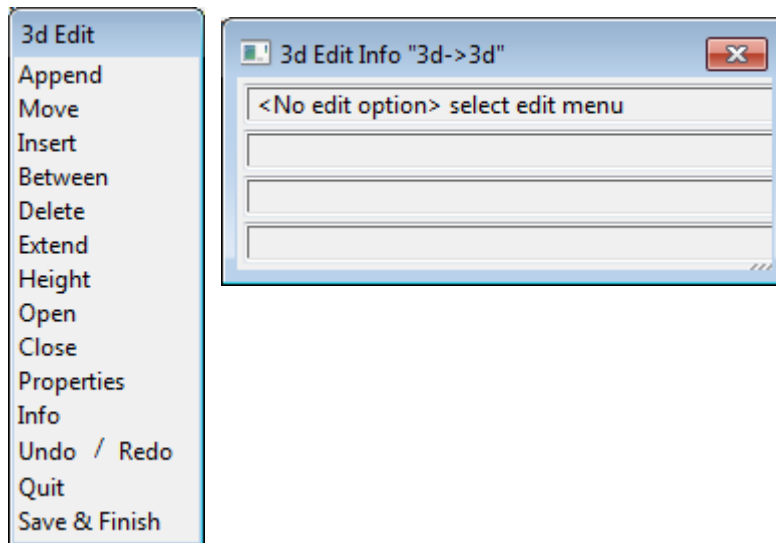 3d Edit
Append
Move
Insert
Between
Delete
Extend
Height
Open
Close
Properties
Info
Undo / Redo
Quit
Save & Finish
3d Edit Info "3d->3d"
<No edit option> select edit menu